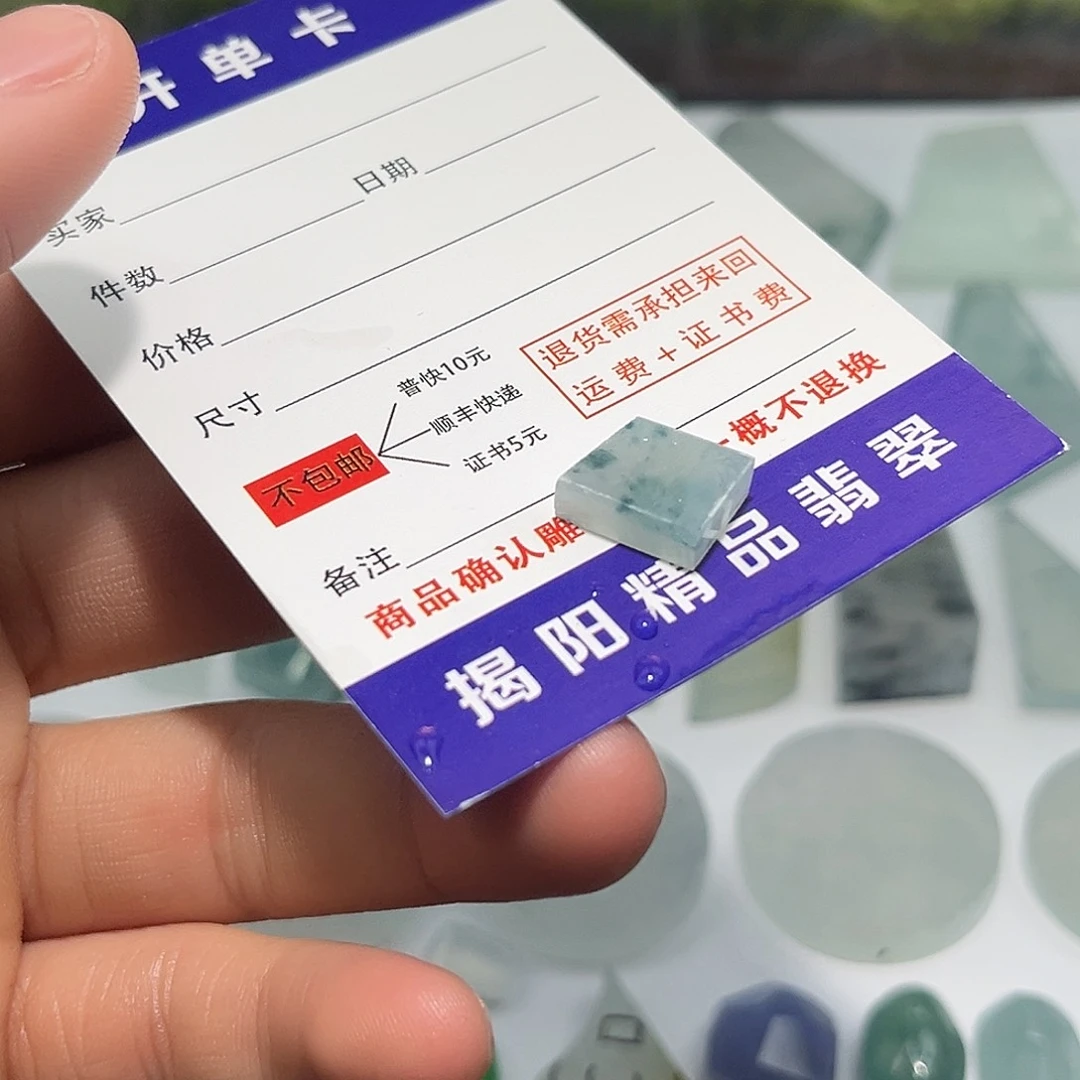 开单卡
买家
日期
件数
价格
尺寸
退货需承担来回
运费+证书费
不包邮
普快10元
顺丰快递
证书5元
备注
商品确认雕
一概不退换
揭阳精品翡翠